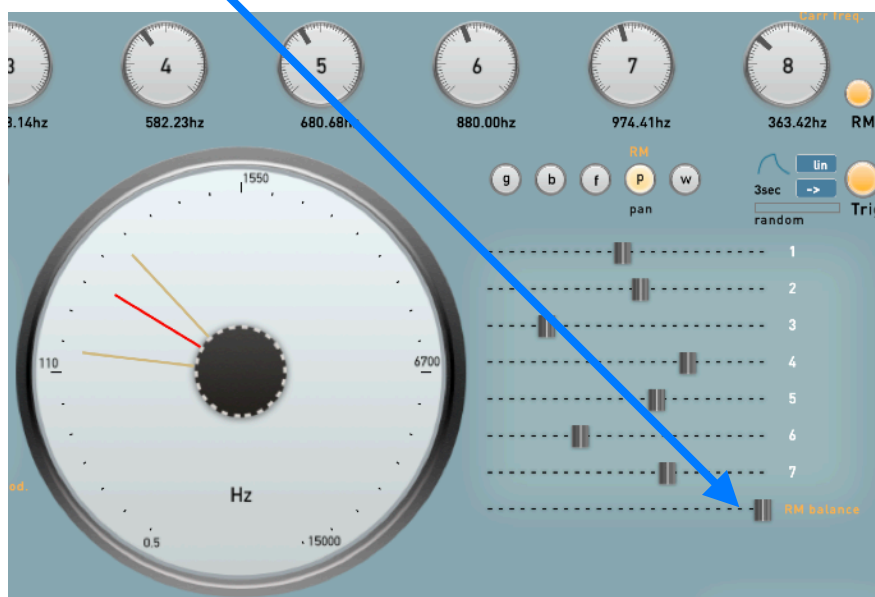 Carr freq.
3 4 5 6 7 8
582.23hz 680.68hz 880.00hz 974.41hz 363.42hz RM
1550
RM
g b f p w
lin
3sec ->
pan
random
1
2
3
110 6700 4
5
6
7
Hz
RM balance
0.5 15000